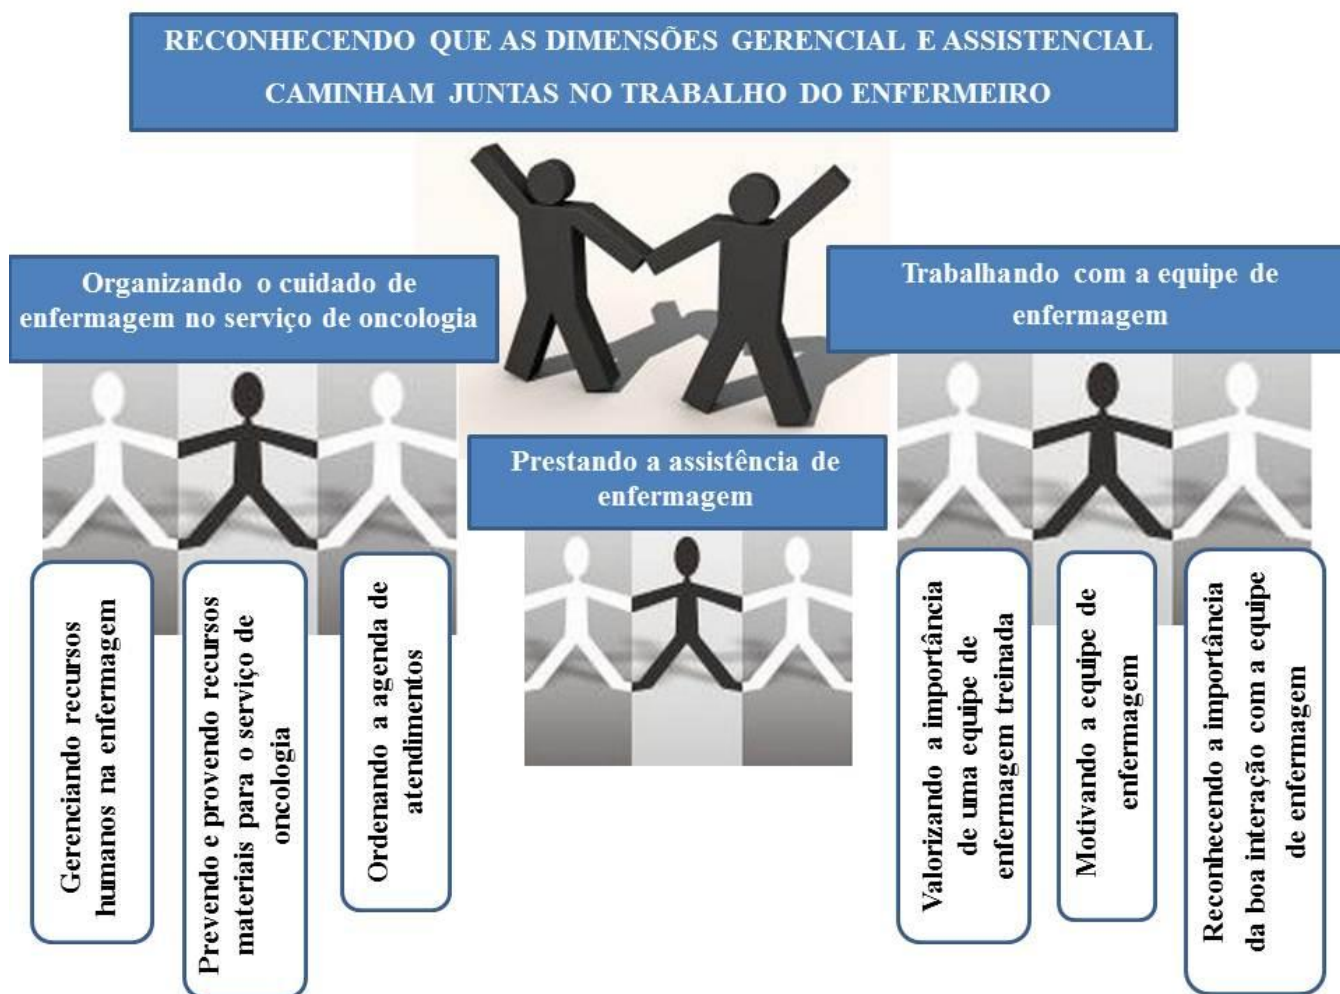 RECONHECENDO QUE AS DIMENSÕES GERENCIAL E ASSISTENCIAL
CAMINHAM JUNTAS NO TRABALHO DO ENFERMEIRO
Organizando o cuidado de
enfermagem no serviço de oncologia
Trabalhando com a equipe de
enfermagem
Prestando a assistência de
enfermagem
Gerenciando recursos
humanos na enfermagem
Prevendo e provendo recursos
materiais para o serviço de
oncologia
Ordenando a agenda de
atendimentos
Valorizando a importância
de uma equipe de
enfermagem treinada
Motivando a equipe de
enfermagem
Reconhecendo a importância
da boa interação com a equipe
de enfermagem